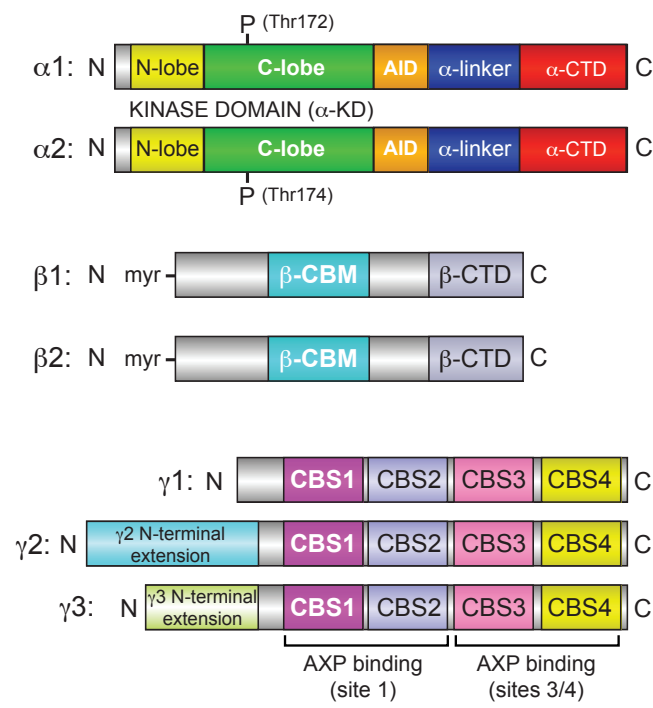 P (Thr172)
α1: N N-lobe C-lobe AID α-linker α-CTD C
KINASE DOMAIN (α-KD)
α2: N N-lobe C-lobe AID α-linker α-CTD C
P (Thr174)
β1: N myr β-CBM β-CTD C
β2: N myr β-CBM β-CTD C
γ1: N CBS1 CBS2 CBS3 CBS4 C
γ2: N γ2 N-terminal extension CBS1 CBS2 CBS3 CBS4 C
γ3: N γ3 N-terminal extension CBS1 CBS2 CBS3 CBS4 C
AXP binding AXP binding
(site 1) (sites 3/4)